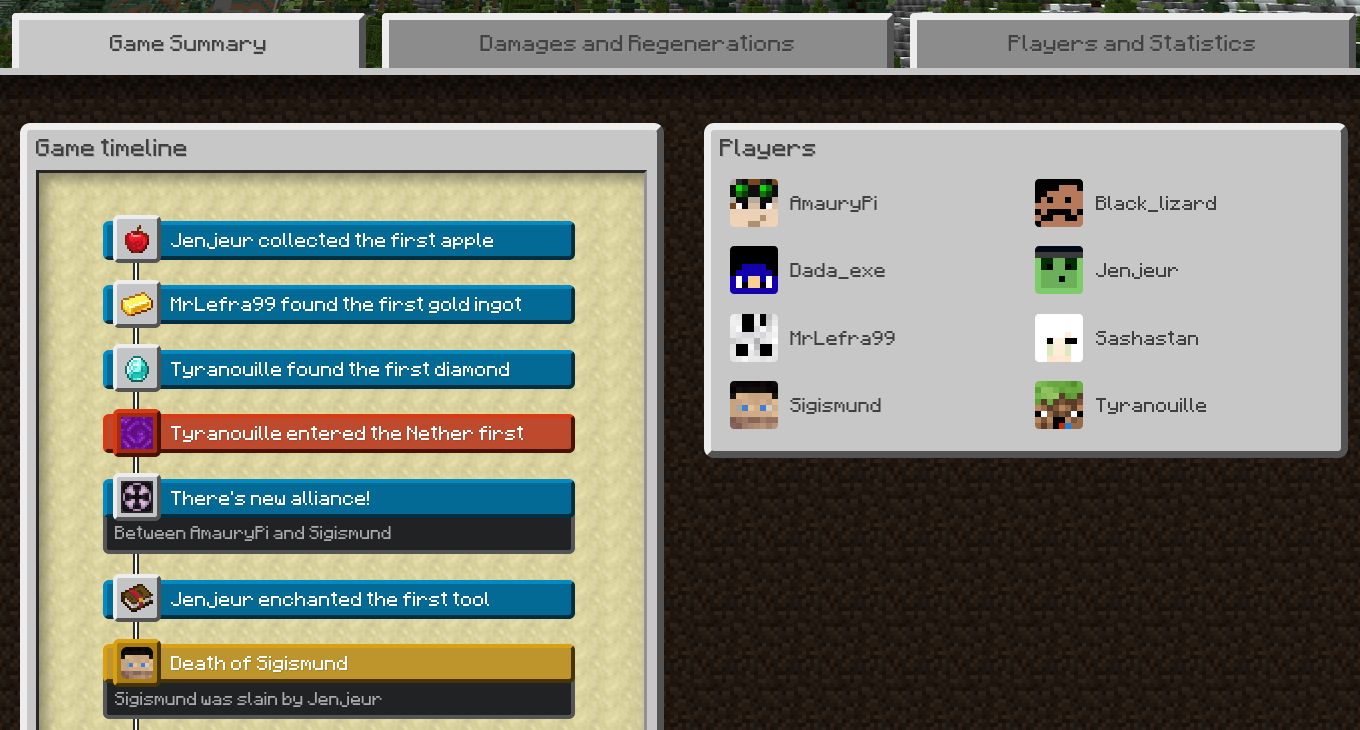 Game Summary
Damages and Regenerations
Players and Statistics
Game timeline
Jenjeur collected the first apple
MrLefra99 found the first gold ingot
Tyranouille found the first diamond
Tyranouille entered the Nether first
There's new alliance!
Between AmauryPi and Sigismund
Jenjeur enchanted the first tool
Death of Sigismund
Sigismund was slain by Jenjeur
Players
AmauryPi
Black_lizard
Dada_exe
Jenjeur
MrLefra99
Sashastan
Sigismund
Tyranouille